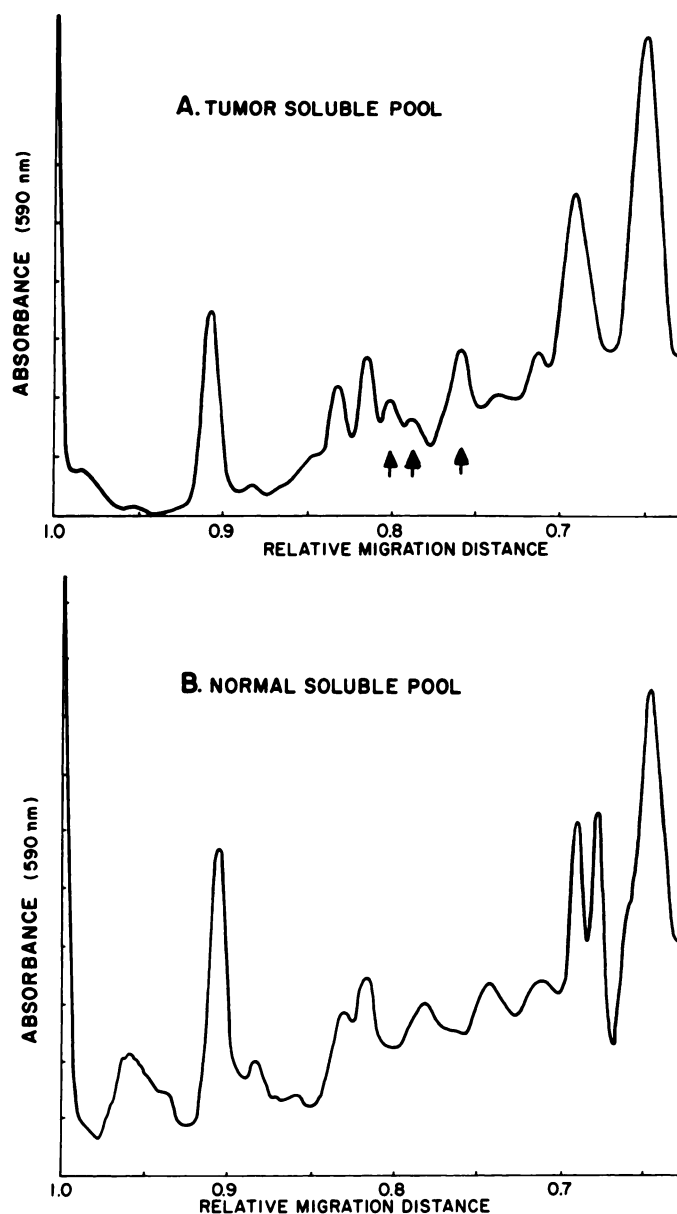 A. TUMOR SOLUBLE POOL
ABSORBANCE (590 nm)
1.0 0.9 0.8 0.7
RELATIVE MIGRATION DISTANCE
B. NORMAL SOLUBLE POOL
ABSORBANCE (590 nm)
1.0 0.9 0.8 0.7
RELATIVE MIGRATION DISTANCE